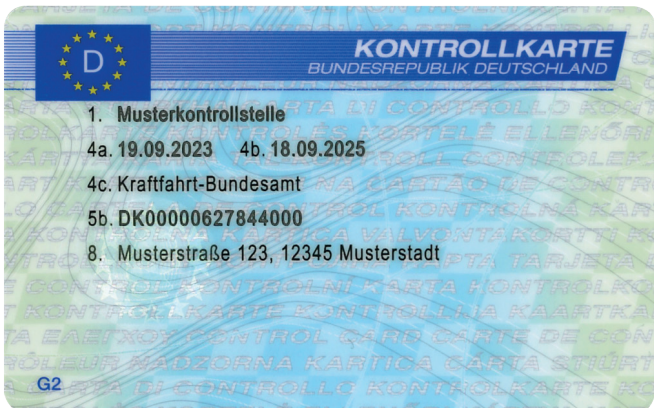 D
KONTROLLKARTE
BUNDESREPUBLIK DEUTSCHLAND
1. Musterkontrollstelle
4a. 19.09.2023 4b. 18.09.2025
4c. Kraftfahrt-Bundesamt
5b. DK00000627844000
8. Musterstraße 123, 12345 Musterstadt
G2